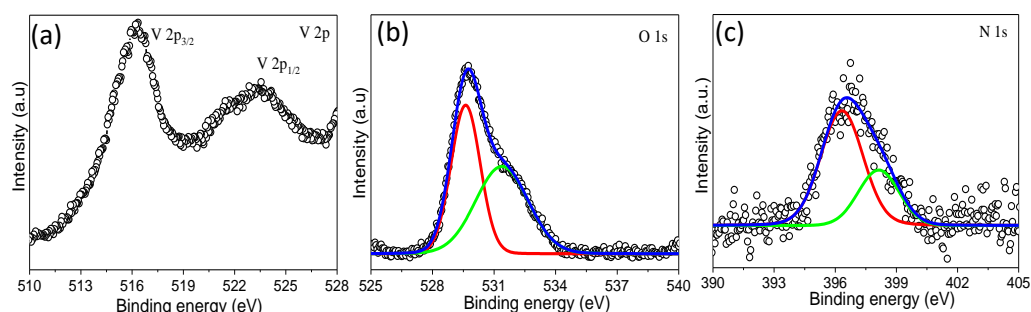 (a)
V 2p3/2
V 2p
V 2p1/2
Intensity (a.u)
510 513 516 519 522 525 528
Binding energy (eV)
(b)
O 1s
Intensity (a.u)
525 528 531 534 537 540
Binding energy (eV)
(c)
N 1s
Intensity (a.u.)
390 393 396 399 402 405
Binding energy (eV)